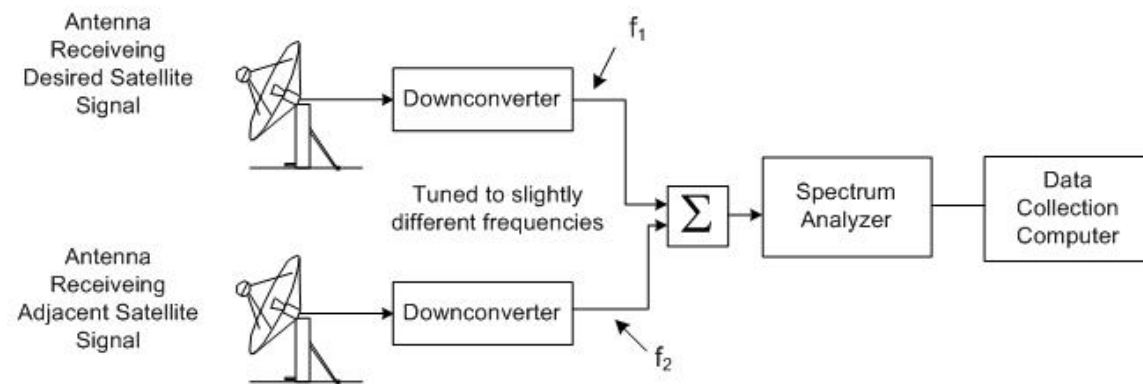 Antenna
Receiveing
Desired Satellite
Signal
Downconverter
f1
Tuned to slightly
different frequencies
Σ
Spectrum
Analyzer
Data
Collection
Computer
Antenna
Receiveing
Adjacent Satellite
Signal
Downconverter
f2